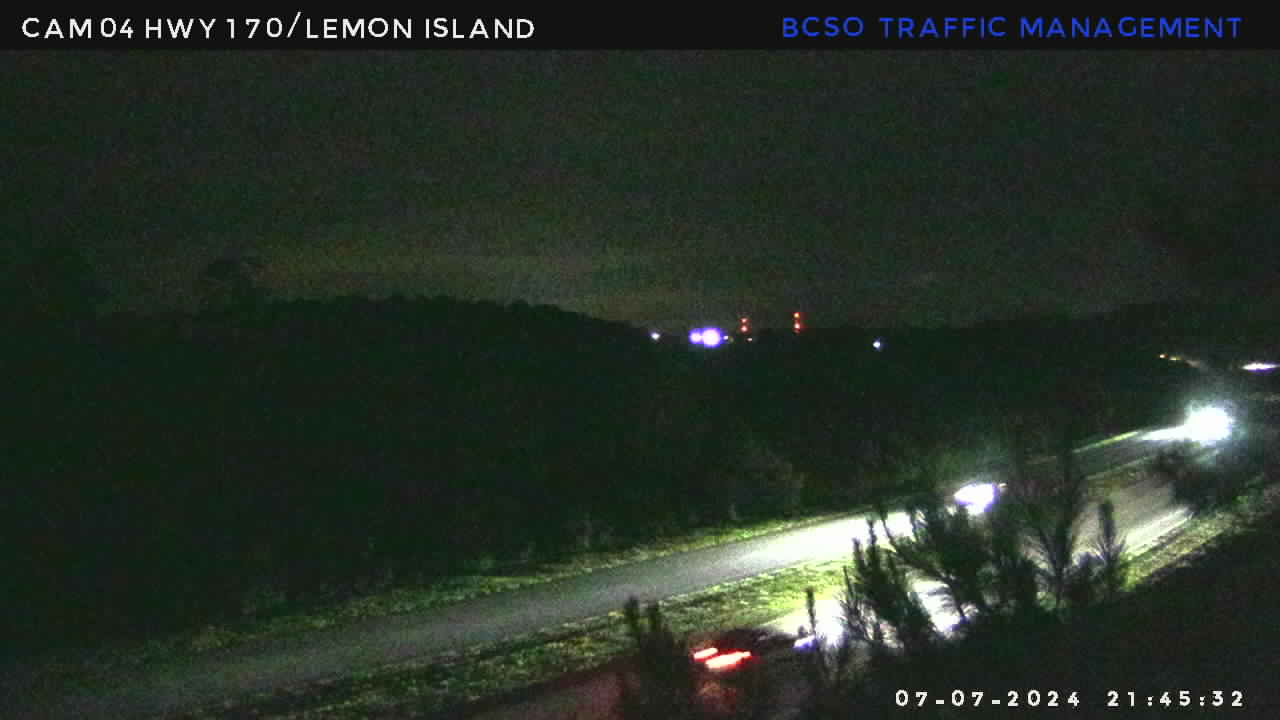 CAM04 HWY 170/LEMON ISLAND
BCSO TRAFFIC MANAGEMENT
07-07-2024 21:45:32